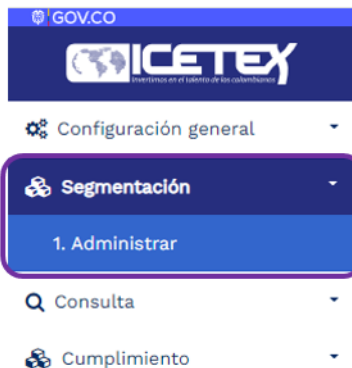 GOV.CO
ICETEX
Invertimos en el talento de los colombianos
Configuración general
Segmentación
1. Administrar
Consulta
Cumplimiento